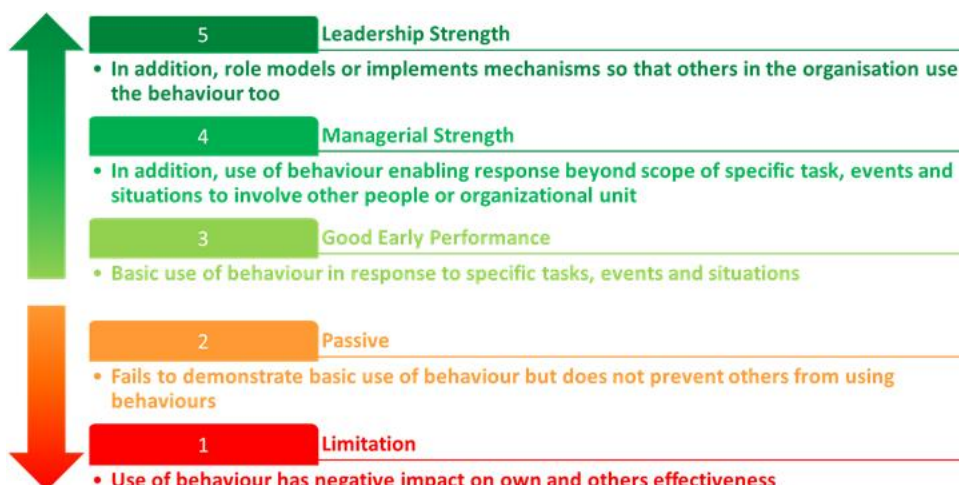 5 Leadership Strength
• In addition, role models or implements mechanisms so that others in the organisation use
the behaviour too
4 Managerial Strength
• In addition, use of behaviour enabling response beyond scope of specific task, events and
situations to involve other people or organizational unit
3 Good Early Performance
• Basic use of behaviour in response to specific tasks, events and situations
2 Passive
• Fails to demonstrate basic use of behaviour but does not prevent others from using
behaviours
1 Limitation
• Use of behaviour has negative impact on own and others effectiveness